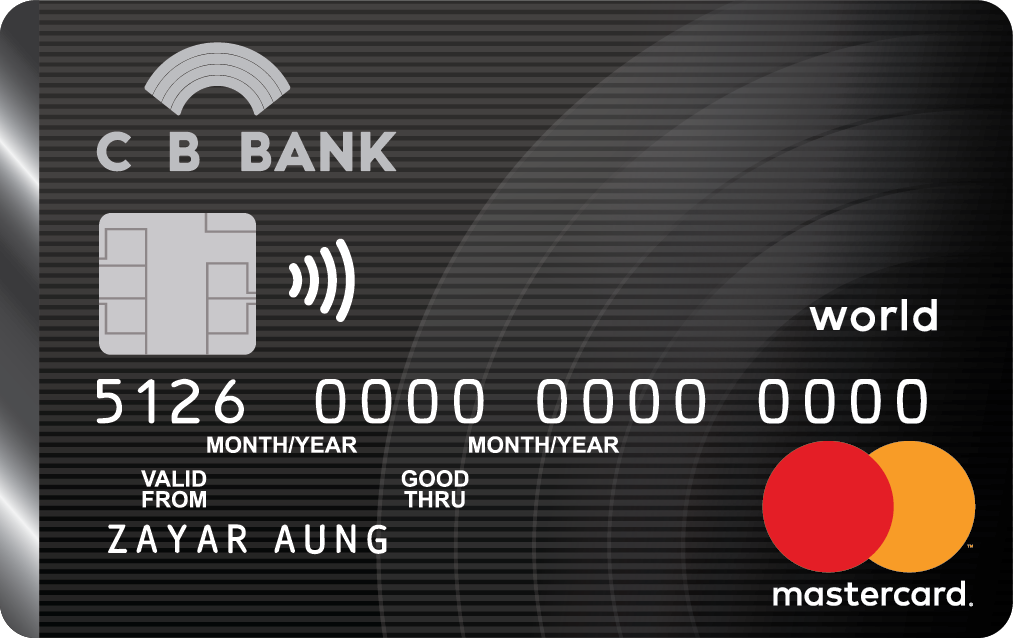 C B BANK
world
5126 0000 0000 0000
MONTH/YEAR MONTH/YEAR
VALID FROM GOOD THRU
ZAYAR AUNG
mastercard.